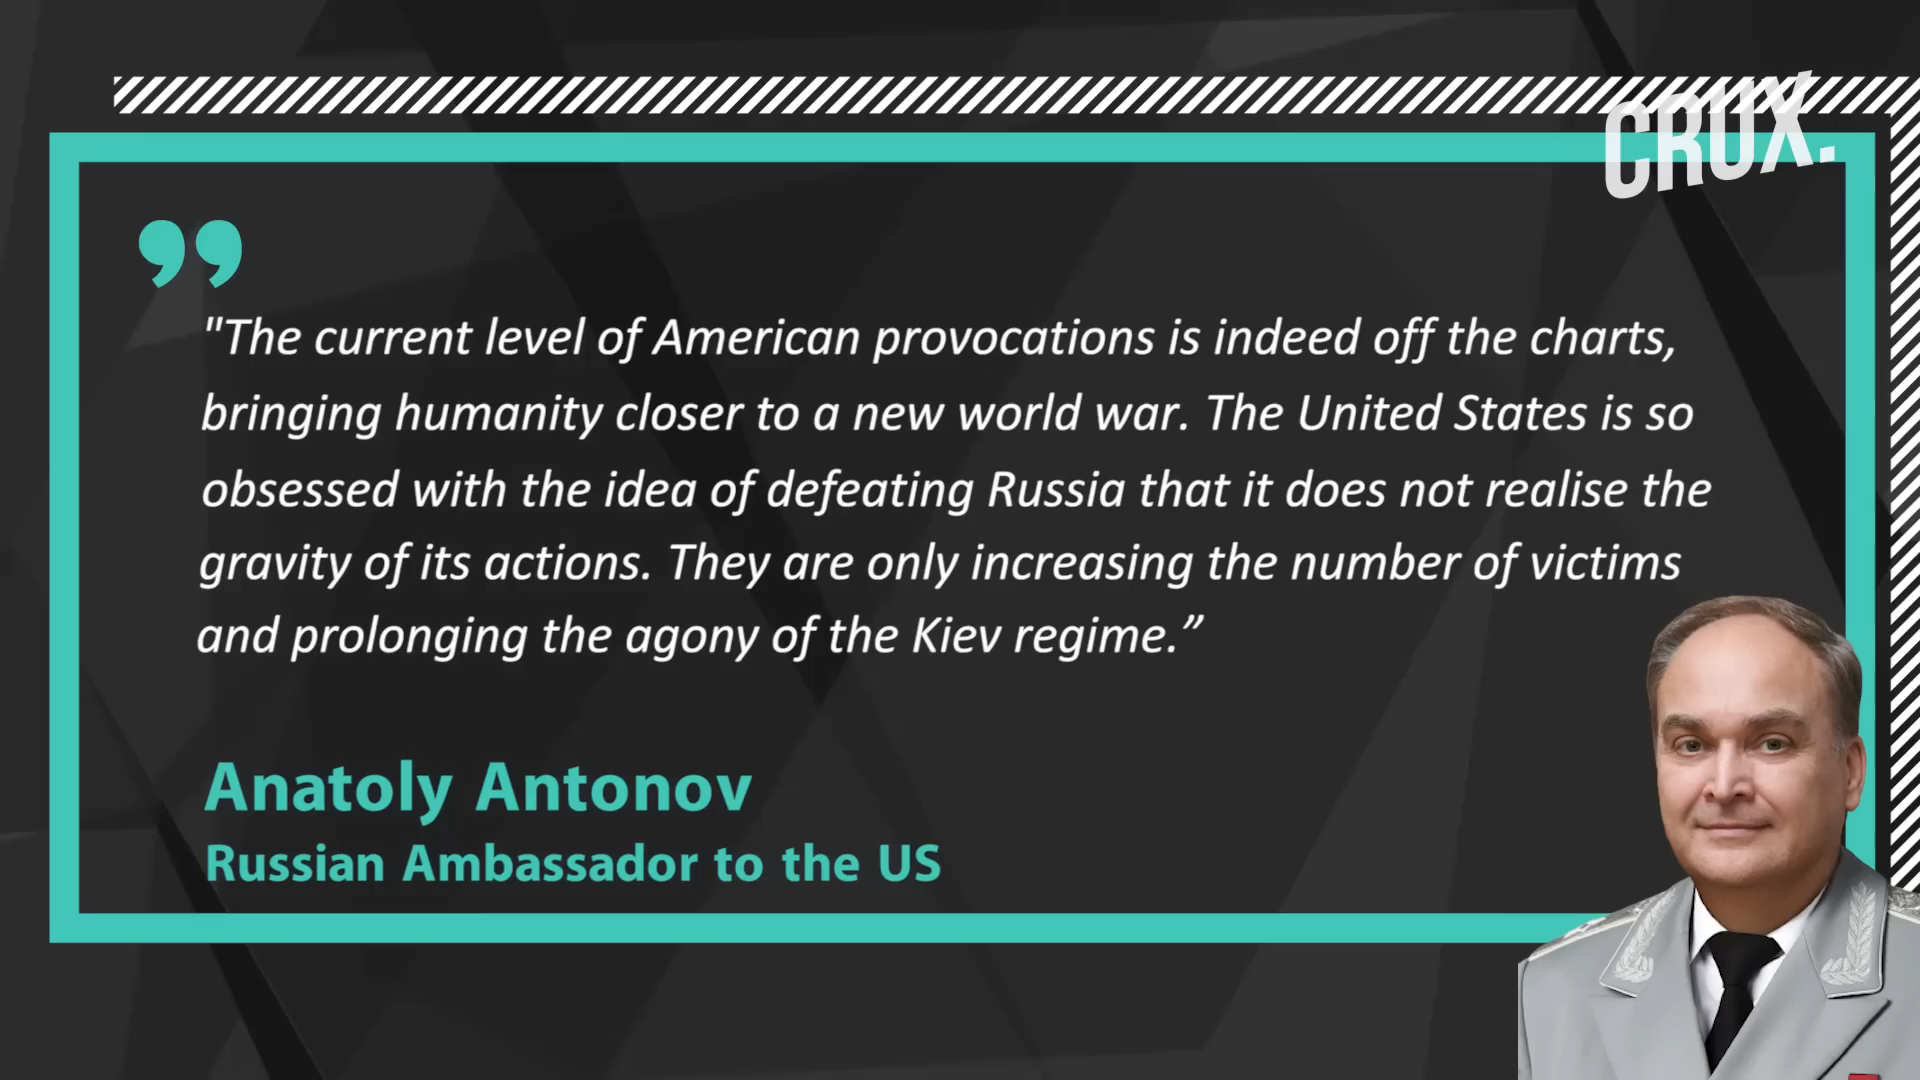 CRUX.
"The current level of American provocations is indeed off the charts,
bringing humanity closer to a new world war. The United States is so
obsessed with the idea of defeating Russia that it does not realise the
gravity of its actions. They are only increasing the number of victims
and prolonging the agony of the Kiev regime.”
Anatoly Antonov
Russian Ambassador to the US